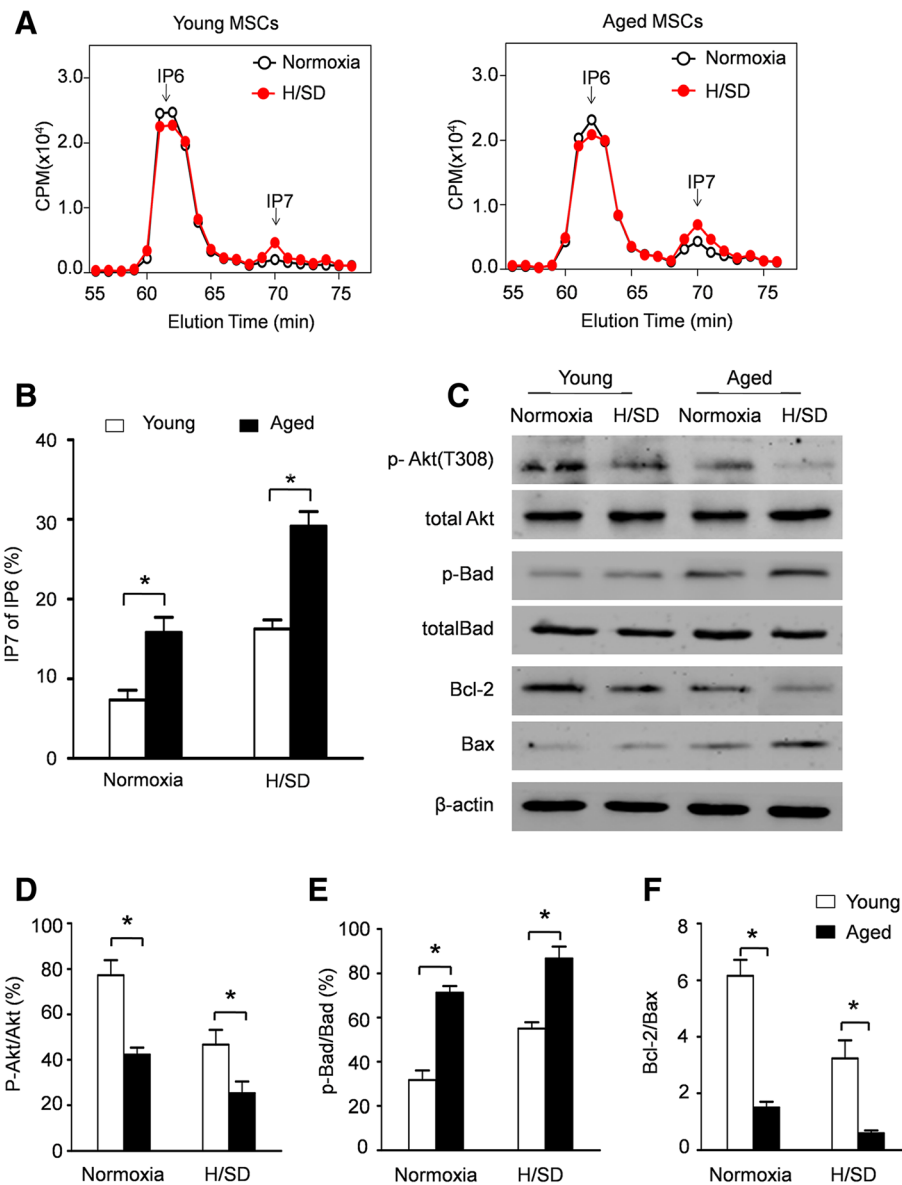 A
Young MSCs
Aged MSCs
Normoxia
H/SD
IP6
IP7
3.0
2.0
1.0
0.0
CPM(x10⁴)
55 60 65 70 75
Elution Time (min)
Normoxia
H/SD
IP6
IP7
3.0
2.0
1.0
0.0
CPM(x10⁴)
55 60 65 70 75
Elution Time (min)
B
Young
Aged
40
30
20
10
0
IP7 of IP6 (%)
*
*
Normoxia
H/SD
C
Young Aged
Normoxia H/SD Normoxia H/SD
p- Akt(T308)
total Akt
p-Bad
totalBad
Bcl-2
Bax
β-actin
D
100
80
60
40
20
0
P-Akt/Akt (%)
*
*
Normoxia H/SD
E
100
80
60
40
20
0
p-Bad/Bad (%)
*
*
Normoxia H/SD
F
Young
Aged
8
6
4
2
0
Bcl-2/Bax
*
*
Normoxia H/SD